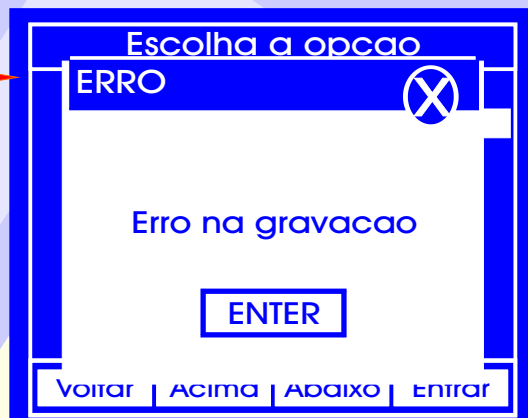 Escolha a opcao
ERRO X
Erro na gravacao
ENTER
Voltar Acima Abaixo Entrar